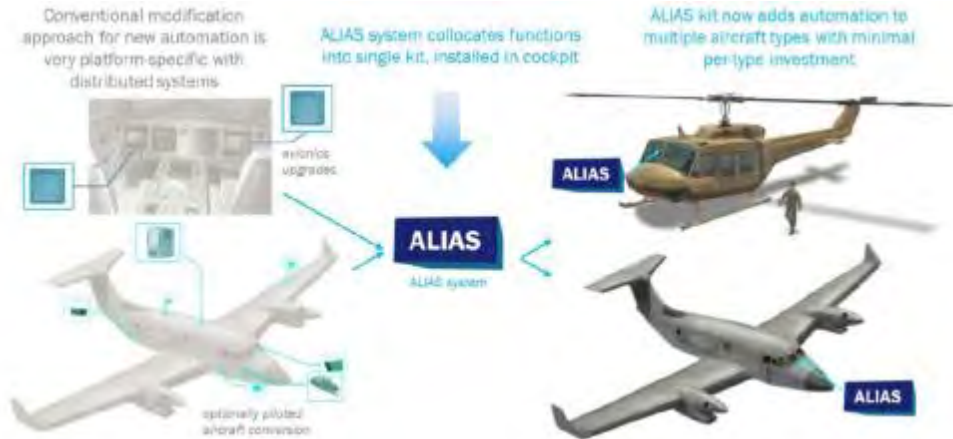 Conventional modification
approach for new automation is
very platform-specific with
distributed systems
avionics
upgrades
optionally piloted
aircraft conversion
ALIAS system collocates functions
into single kit, installed in cockpit
ALIAS
ALIAS system
ALIAS kit now adds automation to
multiple aircraft types with minimal
per-type investment
ALIAS
ALIAS